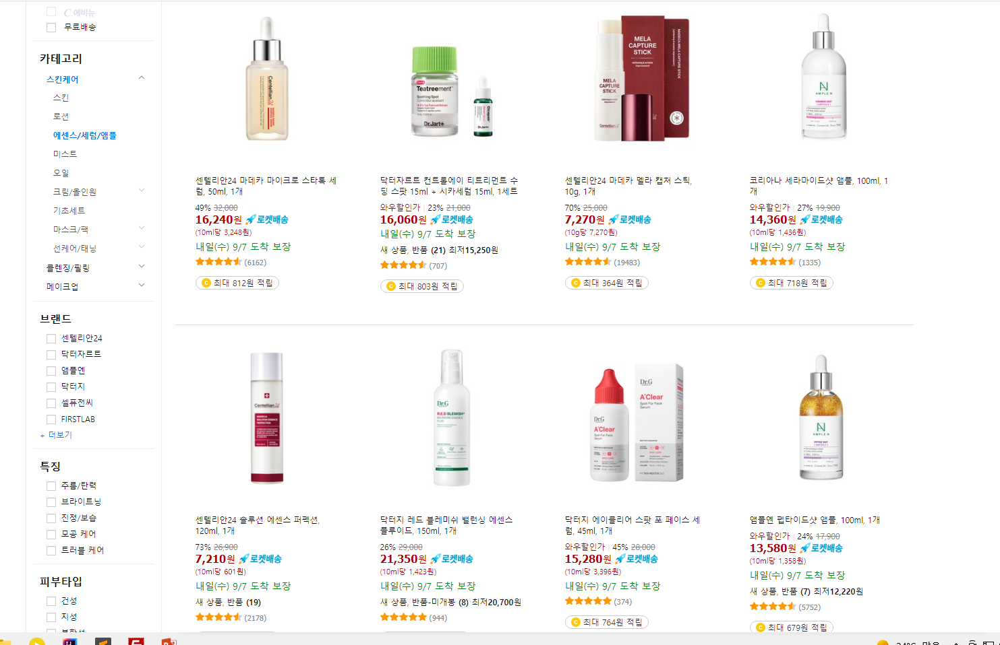 C.에비뉴
무료배송
카테고리
스킨케어
스킨
로션
에센스/세럼/앰플
미스트
오일
크림/올인원
기초세트
마스크/팩
선케어/태닝
클렌징/필링
메이크업
브랜드
센텔리안24
닥터자르트
앰플엔
닥터지
셀퓨전씨
FIRSTLAB
+ 더보기
특징
주름/탄력
브라이트닝
진정/보습
모공 케어
트러블 케어
피부타입
건성
지성
Centellian24
Teatreement™
Soothing Spot
Dr.Jart+
Cicapair
Dr.Jart+
MELA
CAPTURE
STICK
MELA
CAPTURE
STICK
MADECA MELA CAPTURE STICK
Centellian24
AMPLE:N
CERAMIDE SHOT
[ AMPOULE ]
센텔리안24 마데카 마이크로 스타톡 세
럼, 50ml, 1개
49% 32,000
16,240원 로켓배송
(10ml당 3,248원)
내일(수) 9/7 도착 보장
(6162)
최대 812원 적립
닥터자르트 컨트롤에이 티트리먼트 수
딩 스팟 15ml + 시카세럼 15ml, 1세트
와우할인가 | 23% 21,000
16,060원 로켓배송
내일(수) 9/7 도착 보장
새 상품, 반품 (21) 최저15,250원
(707)
최대 803원 적립
센텔리안24 마데카 멜라 캡처 스틱,
10g, 1개
70% 25,000
7,270원 로켓배송
(10g당 7,270원)
내일(수) 9/7 도착 보장
(19483)
최대 364원 적립
코리아나 세라마이드샷 앰플, 100ml, 1
개
와우할인가 | 27% 19,900
14,360원 로켓배송
(10ml당 1,436원)
내일(수) 9/7 도착 보장
(1335)
최대 718원 적립
Centellian24
MADECA
SOLUTION ESSENCE
PERFECTION
Dr.G
R.E.D BLEMISH
BALANCING ESSENCE
FLUID
Dr.G
A'Clear
Spot For Face
Serum
Dr.G
A'Clear
Spot For Face
Serum
AMPLE:N
PEPTIDE SHOT
[ AMPOULE ]
센텔리안24 솔루션 에센스 퍼펙션,
120ml, 1개
73% 26,900
7,210원 로켓배송
(10ml당 601원)
내일(수) 9/7 도착 보장
새 상품, 반품 (19)
(2178)
닥터지 레드 블레미쉬 밸런싱 에센스
플루이드, 150ml, 1개
26% 29,000
21,350원 로켓배송
(10ml당 1,423원)
내일(수) 9/7 도착 보장
새 상품, 반품-미개봉 (8) 최저20,700원
(944)
닥터지 에이클리어 스팟 포 페이스 세
럼, 45ml, 1개
와우할인가 | 45% 28,000
15,280원 로켓배송
(10ml당 3,396원)
내일(수) 9/7 도착 보장
(374)
최대 764원 적립
앰플엔 펩타이드샷 앰플, 100ml, 1개
와우할인가 | 24% 17,900
13,580원 로켓배송
(10ml당 1,358원)
내일(수) 9/7 도착 보장
새 상품, 반품 (7) 최저12,220원
(5752)
최대 679원 적립